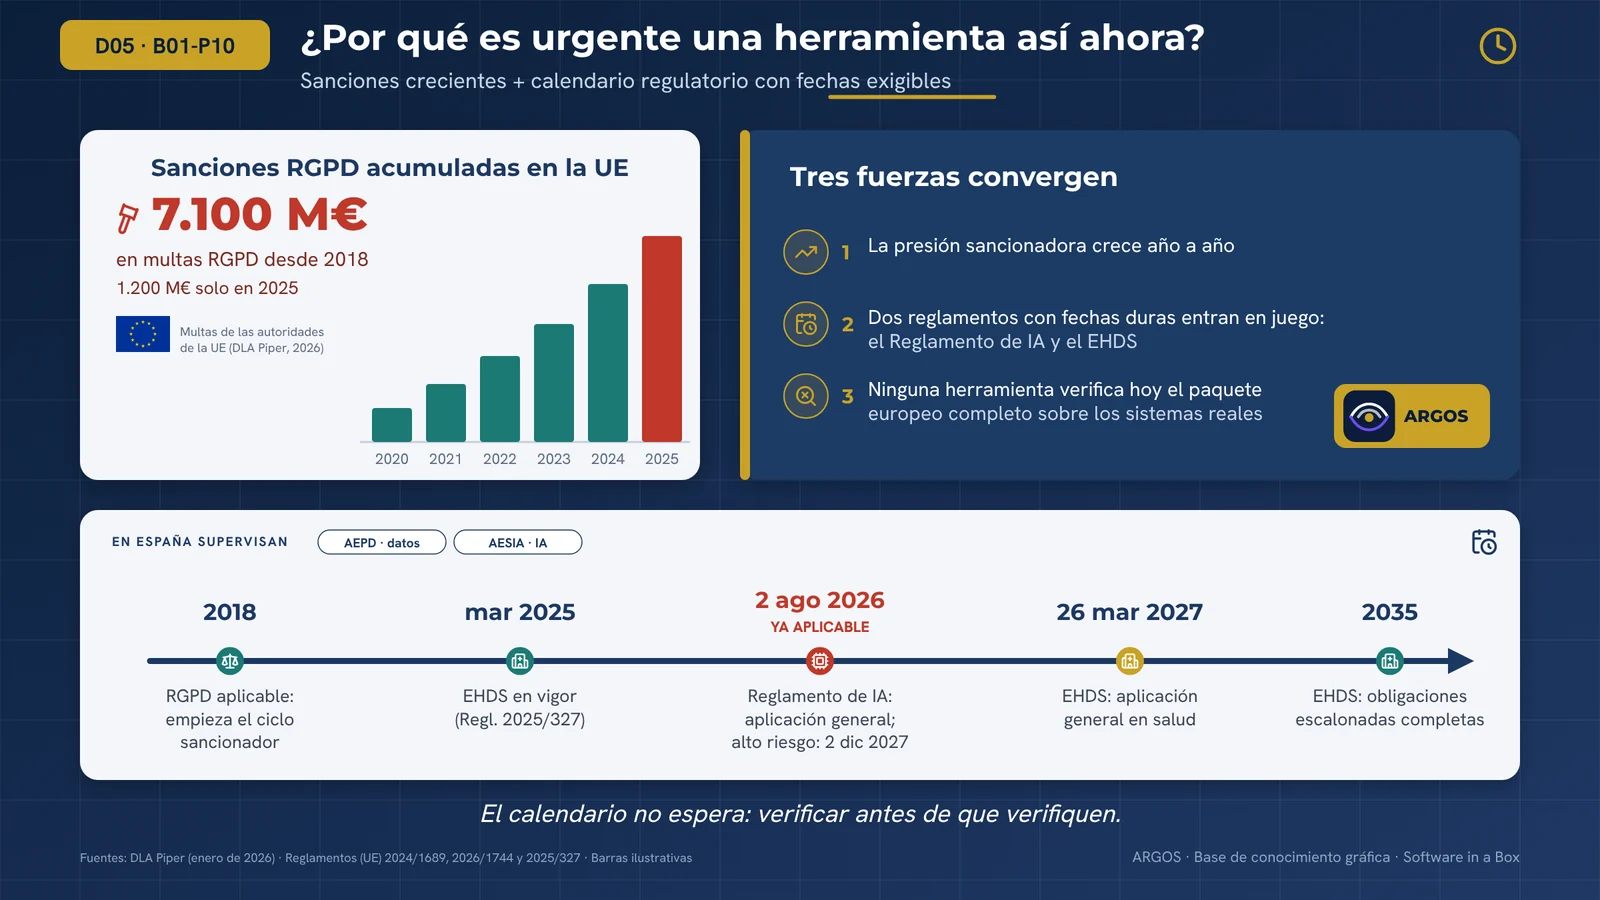 D05 · B01-P10
¿Por qué es urgente una herramienta así ahora?
Sanciones crecientes + calendario regulatorio con fechas exigibles
Sanciones RGPD acumuladas en la UE
7.100 M€
en multas RGPD desde 2018
1.200 M€ solo en 2025
Multas de las autoridades
de la UE (DLA Piper, 2026)
2020 2021 2022 2023 2024 2025
Tres fuerzas convergen
1 La presión sancionadora crece año a año
2 Dos reglamentos con fechas duras entran en juego:
el Reglamento de IA y el EHDS
3 Ninguna herramienta verifica hoy el paquete
europeo completo sobre los sistemas reales
ARGOS
EN ESPAÑA SUPERVISAN
AEPD · datos
AESIA · IA
2018
RGPD aplicable:
empieza el ciclo
sancionador
mar 2025
EHDS en vigor
(Regl. 2025/327)
2 ago 2026
YA APLICABLE
Reglamento de IA:
aplicación general;
alto riesgo: 2 dic 2027
26 mar 2027
EHDS: aplicación
general en salud
2035
EHDS: obligaciones
escalonadas completas
El calendario no espera: verificar antes de que verifiquen.
Fuentes: DLA Piper (enero de 2026) · Reglamentos (UE) 2024/1689, 2026/1744 y 2025/327 · Barras ilustrativas
ARGOS · Base de conocimiento gráfica · Software in a Box